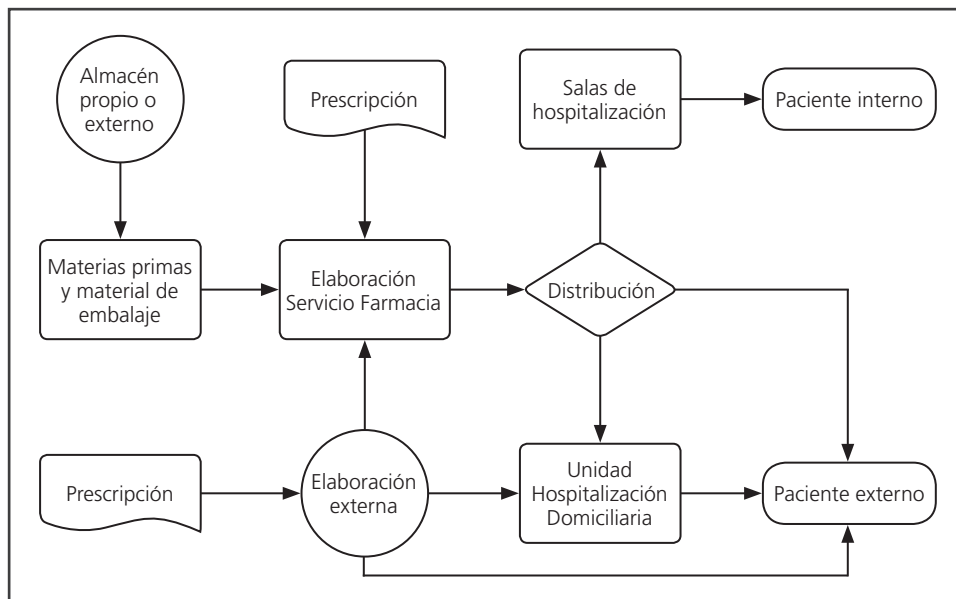 Almacén
propio o
externo
Prescripción
Salas de
hospitalización
Paciente interno
Materias primas
y material de
embalaje
Elaboración
Servicio Farmacia
Distribución
Prescripción
Elaboración
externa
Unidad
Hospitalización
Domiciliaria
Paciente externo